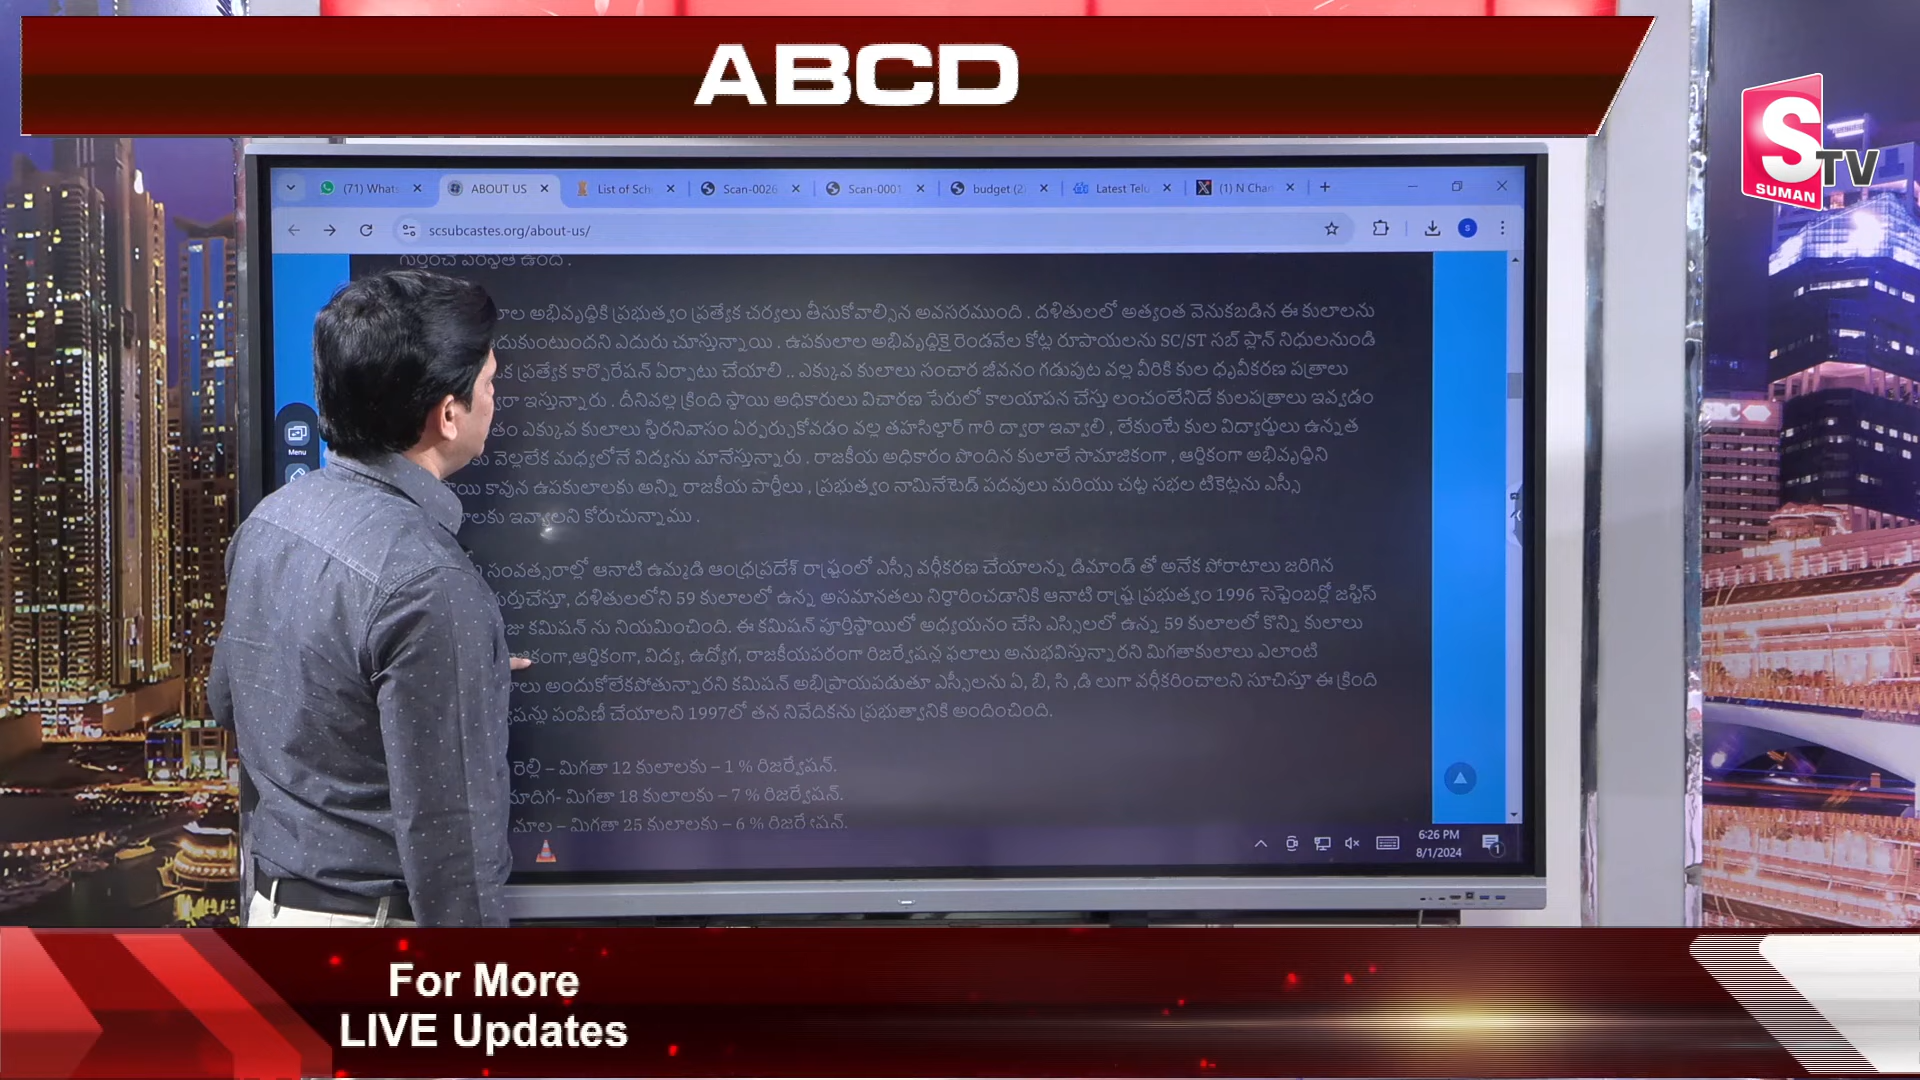 ABCD
S
TV
SUMAN
(71) Whats
ABOUT US
List of Sch
Scan-0026
Scan-0001
budget (2)
Latest Telu
(1) N Chan
scsubcastes.org/about-us/
S
గుర్తించే పరిస్థితి ఉంది .
అభివృద్ధికి ప్రభుత్వం ప్రత్యేక చర్యలు తీసుకోవాల్సిన అవసరముంది . దళితులలో అత్యంత వెనుకబడిన ఈ కులాలను
ఎదురు చూస్తున్నాయి . ఉపకులాల అభివృద్ధికై రెండవేల కోట్ల రూపాయలను SC/ST సబ్ ప్లాన్ నిధులనుండి
ప్రత్యేక కార్పొరేషన్ ఏర్పాటు చేయాలి .. ఎక్కువ కులాలు సంచార జీవనం గడుపుట వల్ల వీరికి కుల ధృవీకరణ పత్రాలు
ఇస్తున్నారు . దీనివల్ల క్రింది స్థాయి అధికారులు విచారణ పేరులో కాలయాపన చేస్తు లంచంలేనిదే కులపత్రాలు ఇవ్వడం
ఎక్కువ కులాలు స్థిరనివాసం ఏర్పర్చుకోవడం వల్ల తహసిల్దార్ గారి ద్వారా ఇవ్వాలి , లేకుంటే కుల విద్యార్థులు ఉన్నత
వెల్లలేక మధ్యలోనే విద్యను మానేస్తున్నారు . రాజకీయ అధికారం పొందిన కులాలే సామాజికంగా , ఆర్థికంగా అభివృద్ధిని
కావున ఉపకులాలకు అన్ని రాజకీయ పార్టీలు , ప్రభుత్వం నామినేటెడ్ పదవులు మరియు చట్ట సభల టికెట్లను ఎస్సీ
ఇవ్వాలని కోరుచున్నాము .
సంవత్సరాల్లో ఆనాటి ఉమ్మడి ఆంధ్రప్రదేశ్ రాష్ట్రంలో ఎస్సీ వర్గీకరణ చేయాలన్న డిమాండ్ తో అనేక పోరాటాలు జరిగిన
దళితులలోని 59 కులాలలో ఉన్న అసమానతలు నిర్ధారించడానికి ఆనాటి రాష్ట్ర ప్రభుత్వం 1996 సెప్టెంబర్లో జస్టిస్
కమిషన్ ను నియమించింది. ఈ కమిషన్ పూర్తిస్థాయిలో అధ్యయనం చేసి ఎస్సిలలో ఉన్న 59 కులాలలో కొన్ని కులాలు
ఆర్థికంగా, విద్య, ఉద్యోగ, రాజకీయపరంగా రిజర్వేషన్ల ఫలాలు అనుభవిస్తున్నారని మిగతాకులాలు ఎలాంటి
అందుకోలేకపోతున్నారని కమిషన్ అభిప్రాయపడుతూ ఎస్సీలను ఏ, బి, సి ,డి లుగా వర్గీకరించాలని సూచిస్తూ ఈ క్రింది
పంపిణీ చేయాలని 1997లో తన నివేదికను ప్రభుత్వానికి అందించింది.
రెల్లి – మిగతా 12 కులాలకు – 1 % రిజర్వేషన్.
మాదిగ- మిగతా 18 కులాలకు – 7 % రిజర్వేషన్.
మాల – మిగతా 25 కులాలకు – 6 % రిజర్వేషన్.
Menu
6:26 PM
8/1/2024
1
For More
LIVE Updates